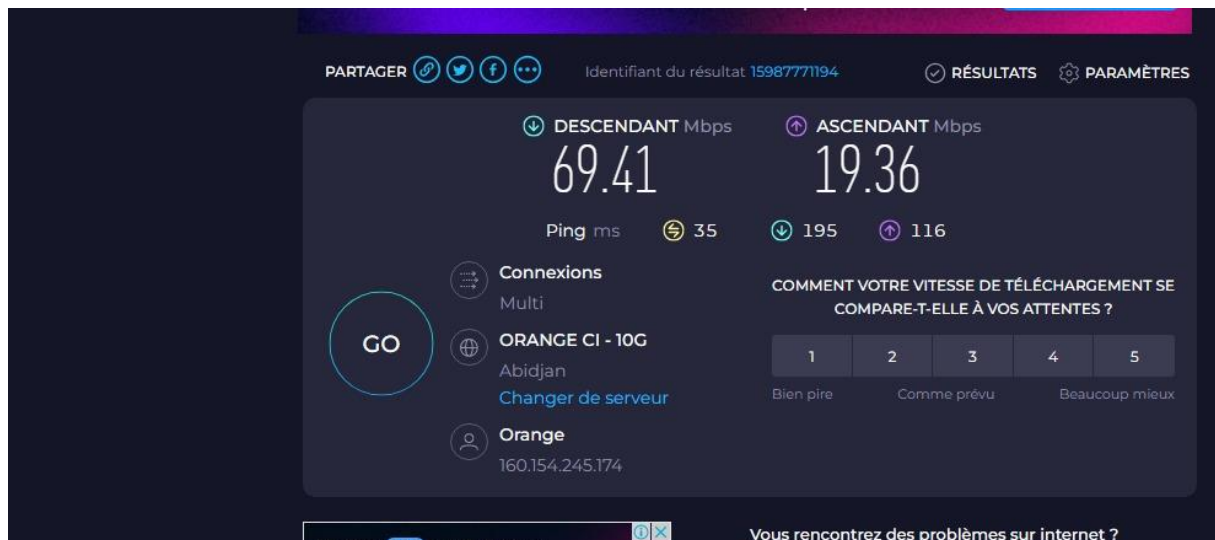 PARTAGER Identifiant du résultat 15987771194 RÉSULTATS PARAMÈTRES
DESCENDANT Mbps ASCENDANT Mbps
69.41 19.36
Ping ms 35 195 116
Connexions
Multi
ORANGE CI - 10G
Abidjan
Changer de serveur
Orange
160.154.245.174
GO
COMMENT VOTRE VITESSE DE TÉLÉCHARGEMENT SE
COMPARE-T-ELLE À VOS ATTENTES ?
1 2 3 4 5
Bien pire Comme prévu Beaucoup mieux
Vous rencontrez des problèmes sur internet ?